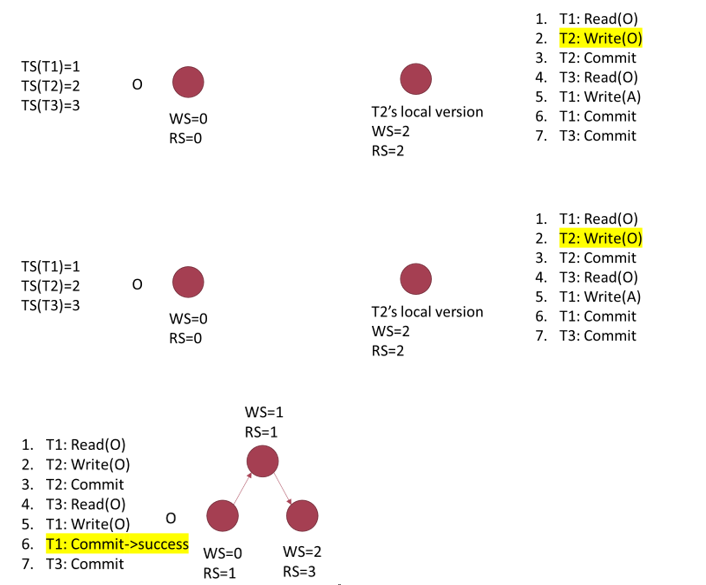 TS(T1)=1
TS(T2)=2
TS(T3)=3
O
WS=0
RS=0
T2's local version
WS=2
RS=2
1. T1: Read(O)
2. T2: Write(O)
3. T2: Commit
4. T3: Read(O)
5. T1: Write(A)
6. T1: Commit
7. T3: Commit
TS(T1)=1
TS(T2)=2
TS(T3)=3
O
WS=0
RS=0
T2's local version
WS=2
RS=2
1. T1: Read(O)
2. T2: Write(O)
3. T2: Commit
4. T3: Read(O)
5. T1: Write(A)
6. T1: Commit
7. T3: Commit
1. T1: Read(O)
2. T2: Write(O)
3. T2: Commit
4. T3: Read(O)
5. T1: Write(O)
6. T1: Commit->success
7. T3: Commit
O
WS=1
RS=1
WS=0
RS=1
WS=2
RS=3